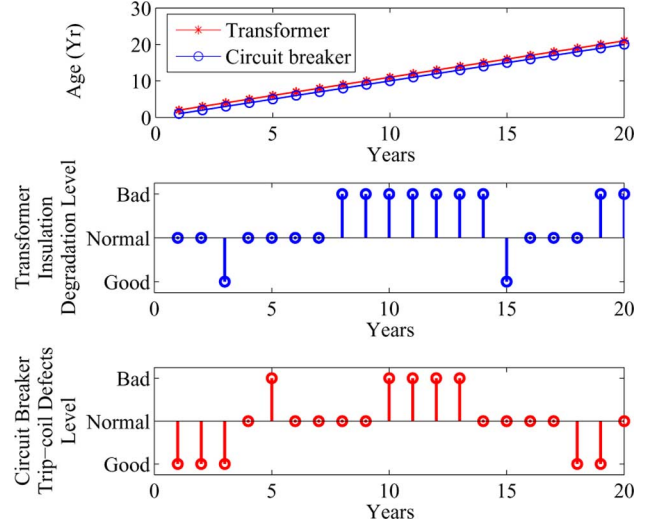 30
20
10
0
Age (Yr)
Transformer
Circuit breaker
0 5 10 15 20
Years
Transformer
Insulation
Degradation Level
Bad
Normal
Good
0 5 10 15 20
Years
Circuit Breaker
Trip−coil Defects
Level
Bad
Normal
Good
0 5 10 15 20
Years